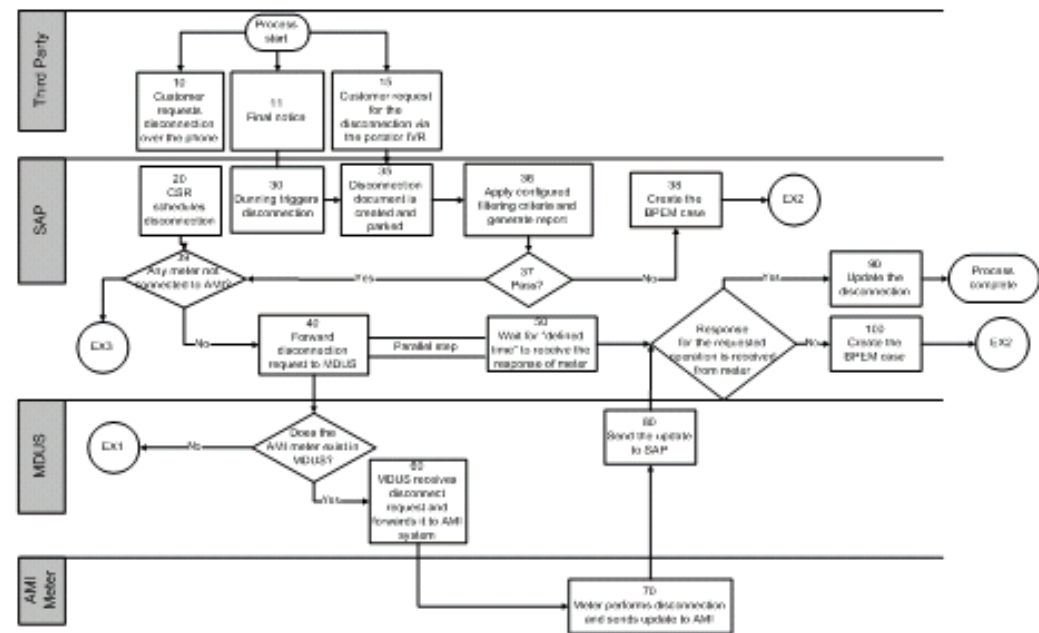 Third Party
Process
start
10
Customer
requests
disconnection
over the phone
11
Final notice
15
Customer request
for the
disconnection via
the portal or IVR
SAP
20
CSR
schedules
disconnection
30
Dunning triggers
disconnection
35
Disconnection
document is
created and
parked
36
Apply configured
filtering criteria and
generate report
38
Create the
BPEM case
EX2
39
Any meter not
connected to AMI?
Yes
37
Pass?
No
Yes
90
Update the
disconnection
Process
complete
EX3
No
40
Forward
disconnection
request to MDUS
Parallel step
50
Wait for "defined
time" to receive the
response of meter
Response
for the requested
operation is received
from meter
No
100
Create the
BPEM case
EX2
MDUS
EX1
No
Does the
AMI meter exist in
MDUS?
Yes
60
MDUS receives
disconnect
request and
forwards it to AMI
system
80
Send the update
to SAP
AMI
Meter
70
Meter performs disconnection
and sends update to AMI